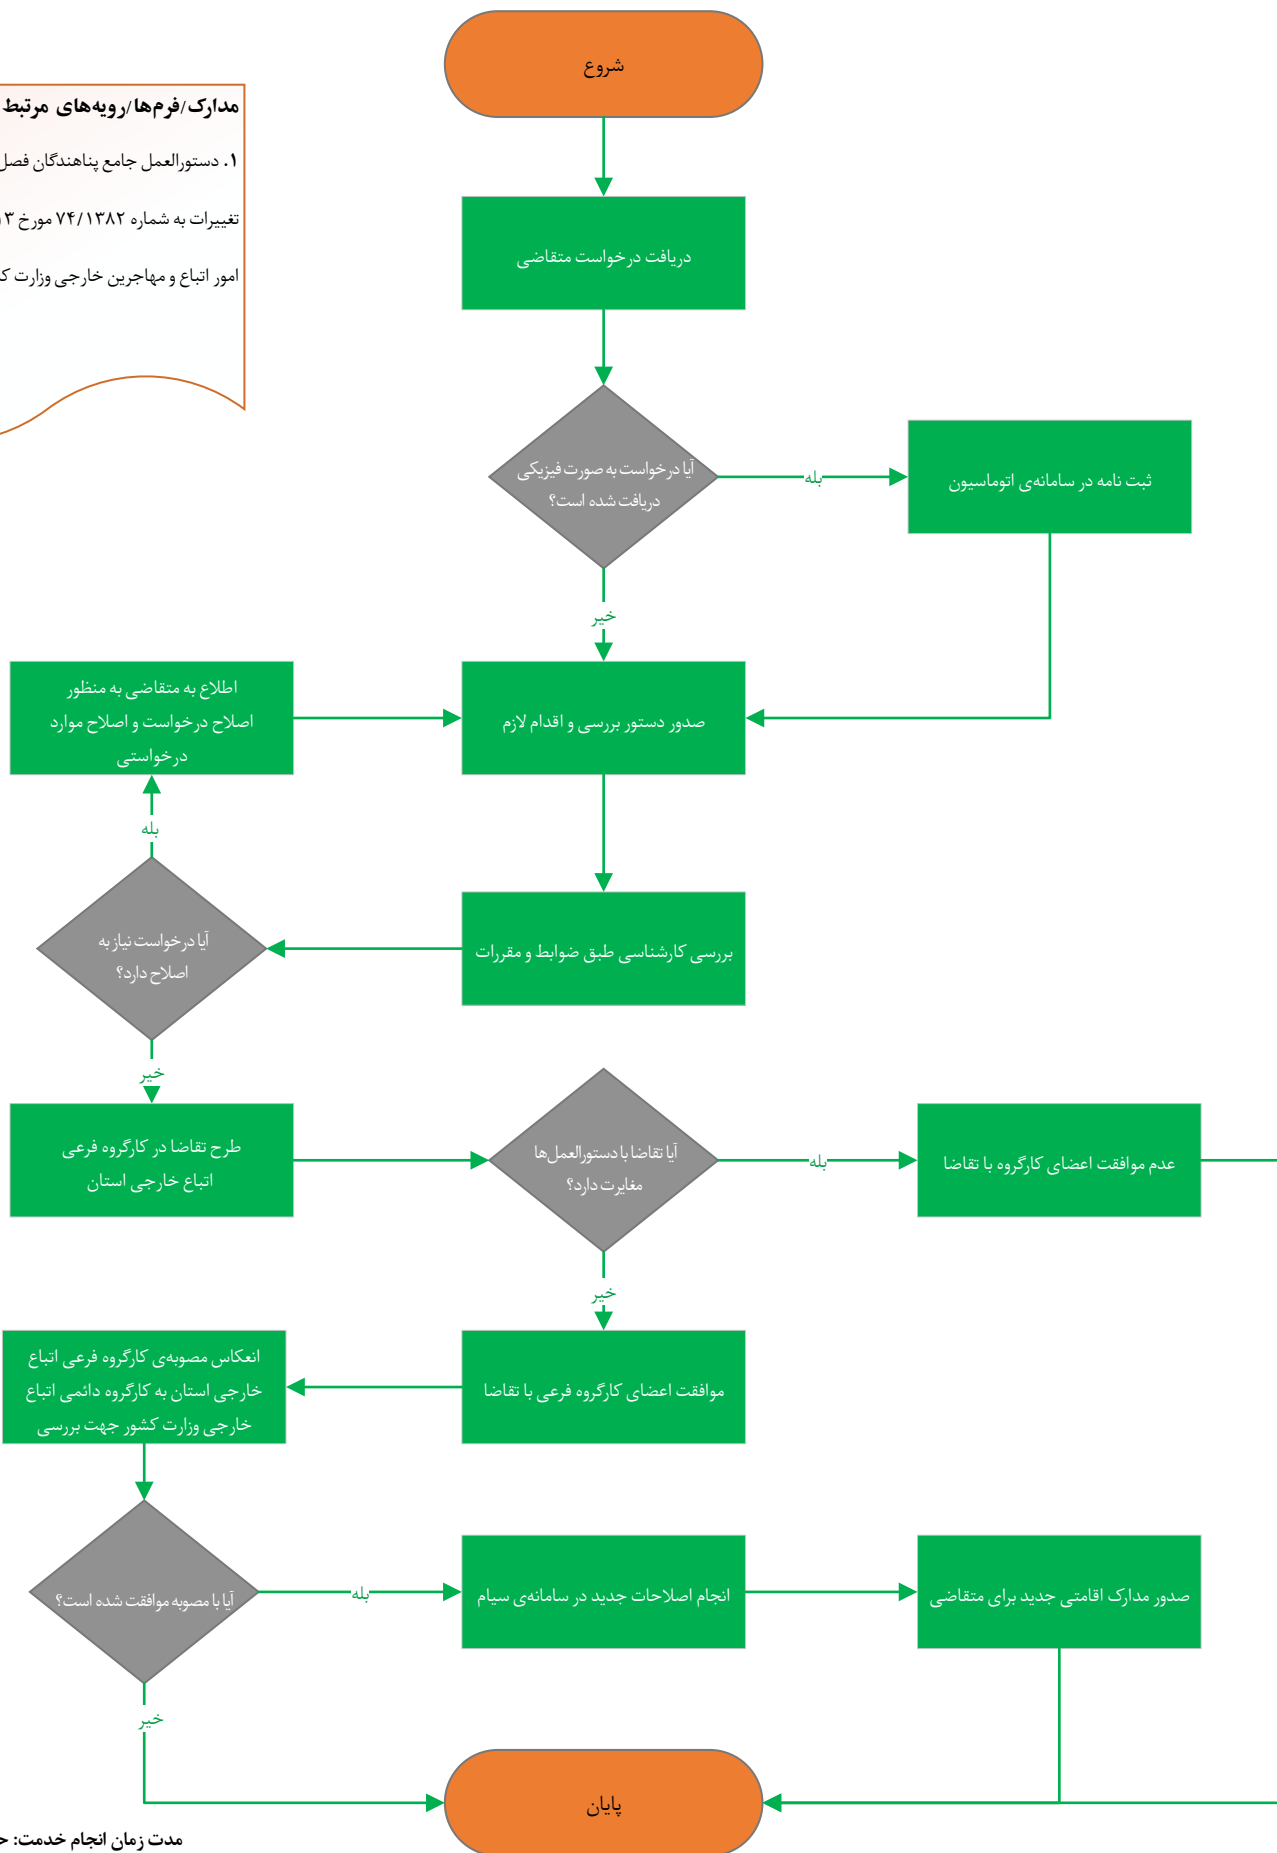 شروع
مدارک/فرم‌ها/رویه‌های مرتبط
۱. دستورالعمل جامع پناهندگان فصل
تغییرات به شماره ۷۴/۱۳۸۲ مورخ ۱۳
امور اتباع و مهاجرین خارجی وزارت
دریافت درخواست متقاضی
آیا درخواست به صورت فیزیکی
دریافت شده است؟
بله
ثبت نامه در سامانه‌ی اتوماسیون
خیر
صدور دستور بررسی و اقدام لازم
اطلاع به متقاضی به منظور
اصلاح درخواست و اصلاح موارد
درخواستی
بله
بررسی کارشناسی طبق ضوابط و مقررات
آیا درخواست نیاز به
اصلاح دارد؟
خیر
طرح تقاضا در کارگروه فرعی
اتباع خارجی استان
آیا تقاضا با دستورالعمل‌ها
مغایرت دارد؟
بله
عدم موافقت اعضای کارگروه با تقاضا
خیر
موافقت اعضای کارگروه فرعی با تقاضا
انعکاس مصوبه‌ی کارگروه فرعی اتباع
خارجی استان به کارگروه دائمی اتباع
خارجی وزارت کشور جهت بررسی
آیا با مصوبه موافقت شده است؟
بله
انجام اصلاحات جدید در سامانه‌ی سیام
صدور مدارک اقامتی جدید برای متقاضی
خیر
پایان
مدت زمان انجام خدمت: